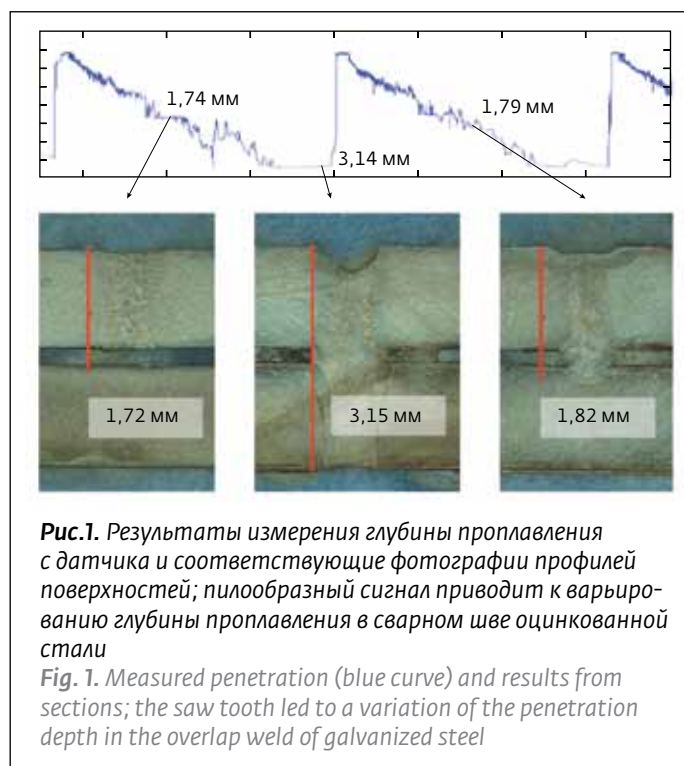 1,74 мм
1,79 мм
3,14 мм
1,72 мм
3,15 мм
1,82 мм
Рис.1. Результаты измерения глубины проплавления
с датчика и соответствующие фотографии профилей
поверхностей; пилообразный сигнал приводит к варьиро-
ванию глубины проплавления в сварном шве оцинкованной
стали
Fig. 1. Measured penetration (blue curve) and results from
sections; the saw tooth led to a variation of the penetration
depth in the overlap weld of galvanized steel